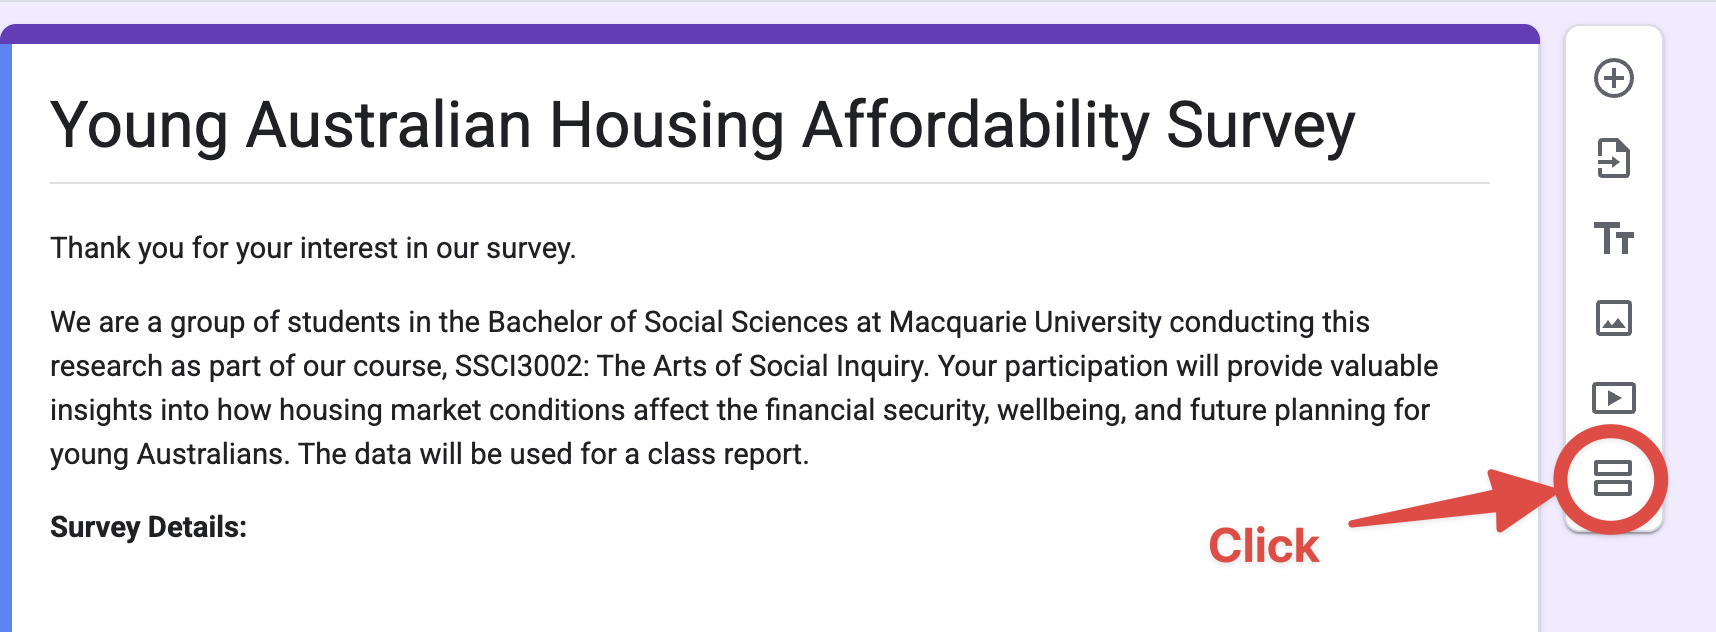 Young Australian Housing Affordability Survey
Thank you for your interest in our survey.
We are a group of students in the Bachelor of Social Sciences at Macquarie University conducting this
research as part of our course, SSCI3002: The Arts of Social Inquiry. Your participation will provide valuable
insights into how housing market conditions affect the financial security, wellbeing, and future planning for
young Australians. The data will be used for a class report.
Survey Details:
Click